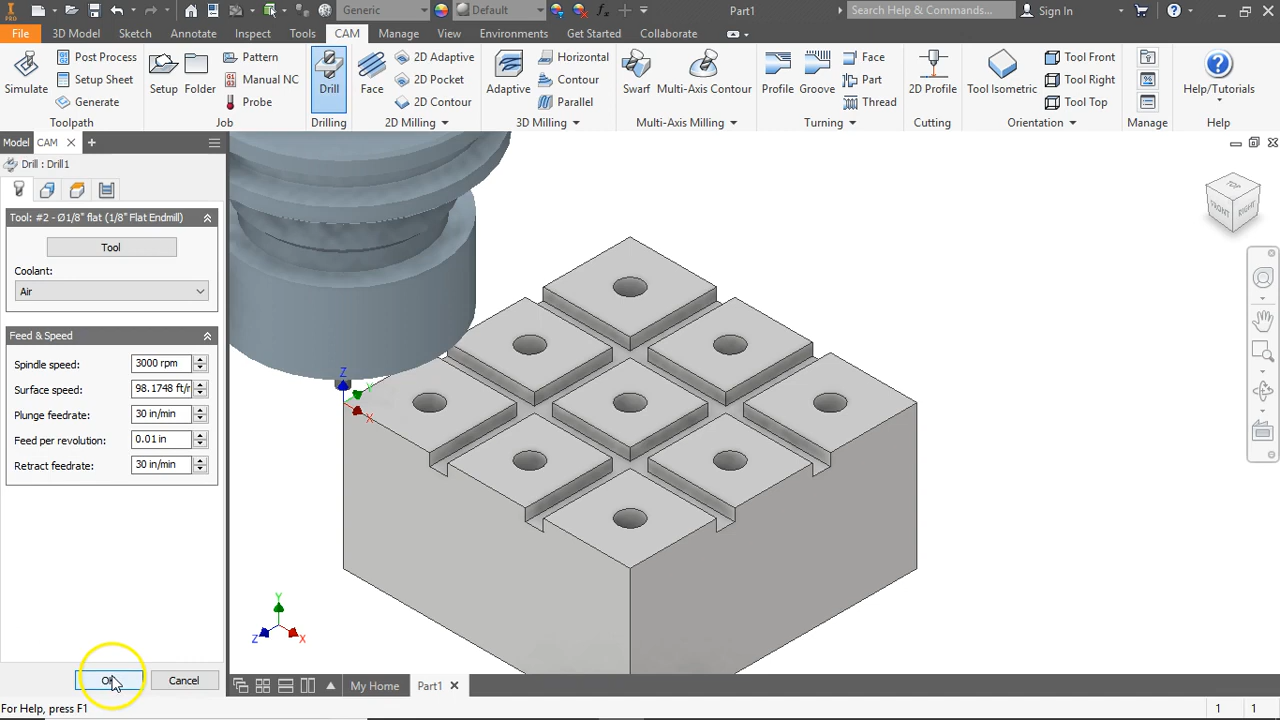 PRO
Generic
Default
Part1
Search Help & Commands...
Sign In
File
3D Model
Sketch
Annotate
Inspect
Tools
CAM
Manage
View
Environments
Get Started
Collaborate
Simulate
Post Process
Setup Sheet
Generate
Toolpath
Setup
Folder
Pattern
Manual NC
Probe
Job
Drill
Drilling
Face
2D Adaptive
2D Pocket
2D Contour
2D Milling
Adaptive
Horizontal
Contour
Parallel
3D Milling
Swarf
Multi-Axis Contour
Multi-Axis Milling
Profile
Groove
Face
Part
Thread
Turning
2D Profile
Cutting
Tool Isometric
Tool Front
Tool Right
Tool Top
Orientation
Manage
Help/Tutorials
Help
Model
CAM
Drill : Drill1
Tool: #2 - Ø1/8" flat (1/8" Flat Endmill)
Tool
Coolant:
Air
Feed & Speed
Spindle speed: 3000 rpm
Surface speed: 98.1748 ft/r
Plunge feedrate: 30 in/min
Feed per revolution: 0.01 in
Retract feedrate: 30 in/min
OK
Cancel
For Help, press F1
Z
Y
X
Y
Z
X
TOP
FRONT
RIGHT
My Home
Part1
1
1